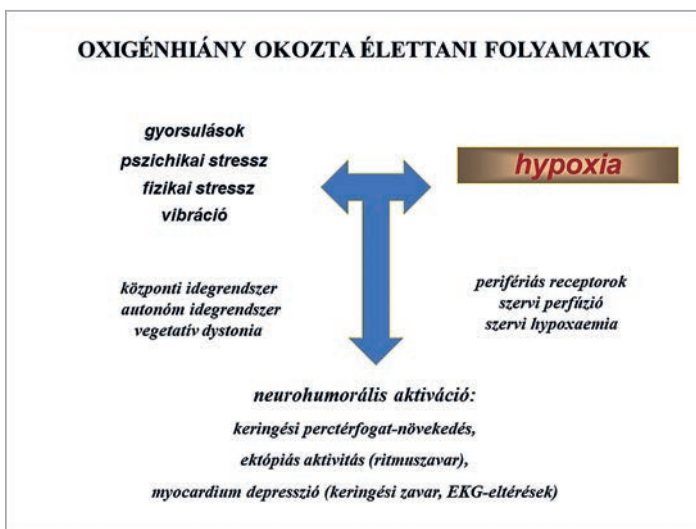 OXIGÉNHIÁNY OKOZTA ÉLETTANI FOLYAMATOK
gyorsulások
pszichikai stressz
fizikai stressz
vibráció
hypoxia
központi idegrendszer
autonóm idegrendszer
vegetatív dystonia
perifériás receptorok
szervi perfúzió
szervi hypoxaemia
neurohumorális aktiváció:
keringési perctérfogat-növekedés,
ektópiás aktivitás (ritmuszavar),
myocardium depresszió (keringési zavar, EKG-eltérések)